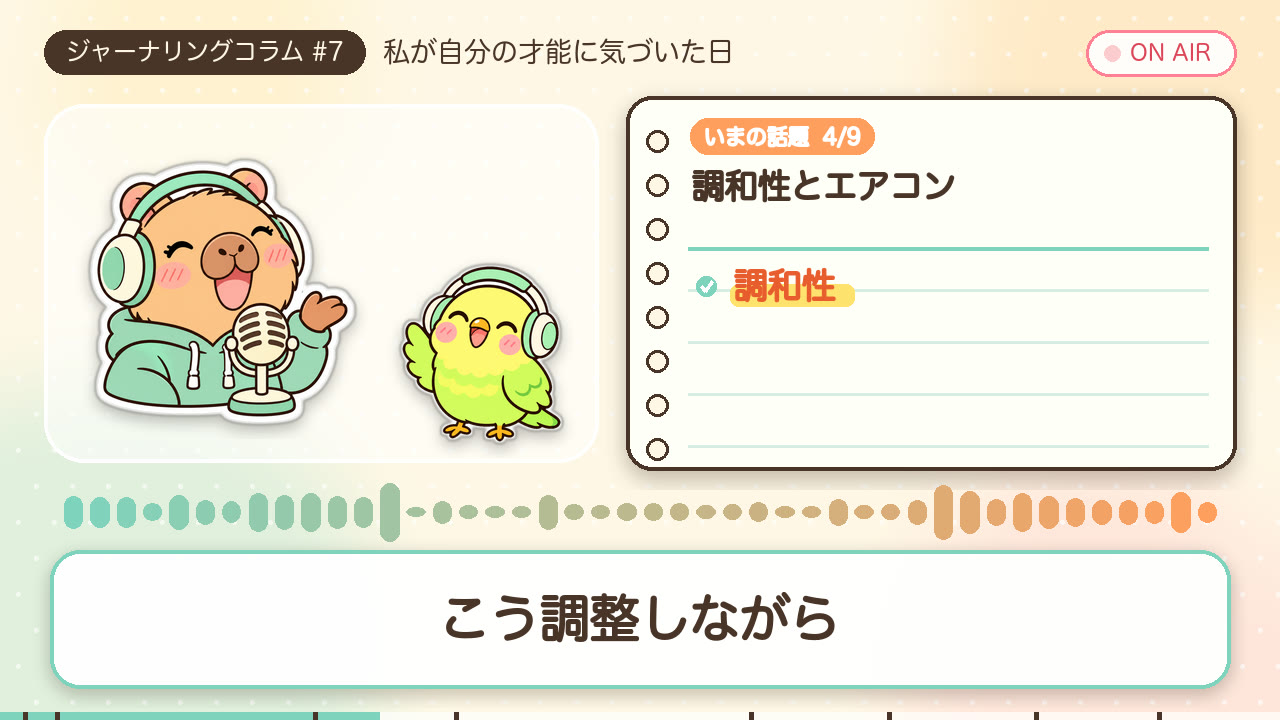 ジャーナリングコラム #7
私が自分の才能に気づいた日
ON AIR
いまの話題 4/9
調和性とエアコン
調和性
こう調整しながら